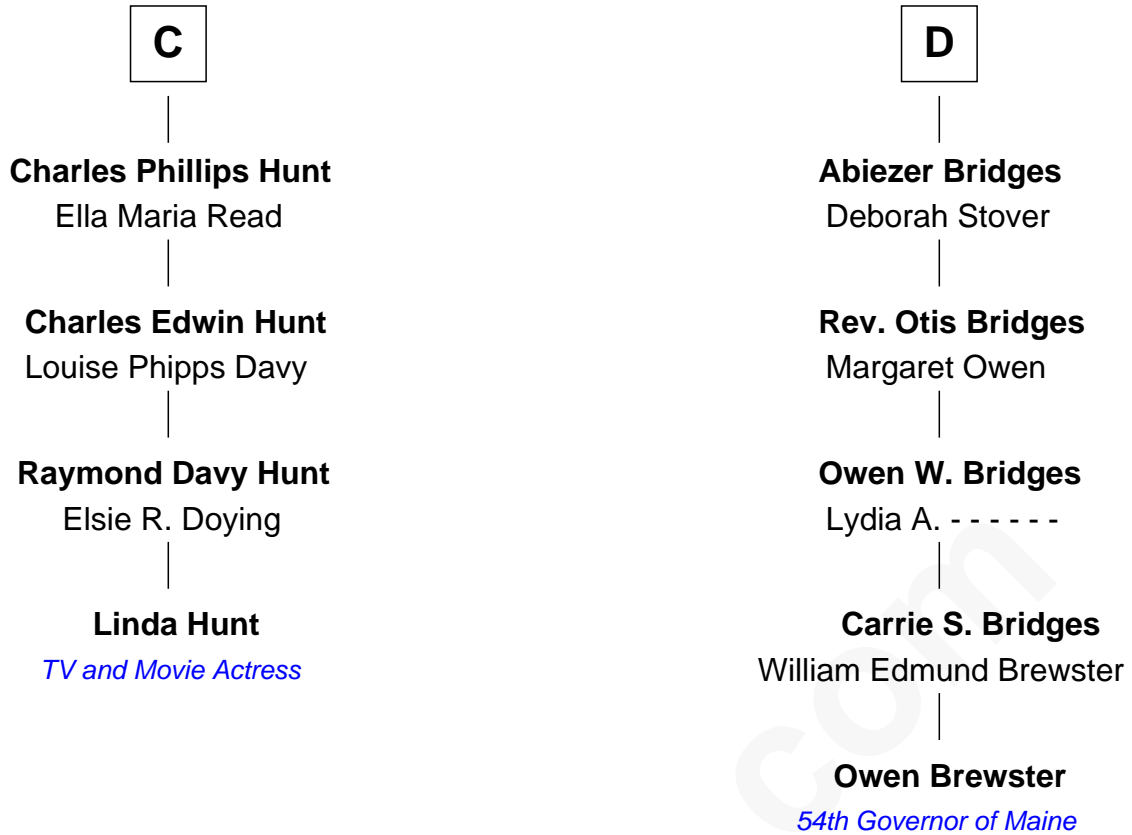 C
Charles Phillips Hunt
Ella Maria Read
Charles Edwin Hunt
Louise Phipps Davy
Raymond Davy Hunt
Elsie R. Doying
Linda Hunt
TV and Movie Actress
D
Abiezer Bridges
Deborah Stover
Rev. Otis Bridges
Margaret Owen
Owen W. Bridges
Lydia A. - - - - - -
Carrie S. Bridges
William Edmund Brewster
Owen Brewster
54th Governor of Maine
com